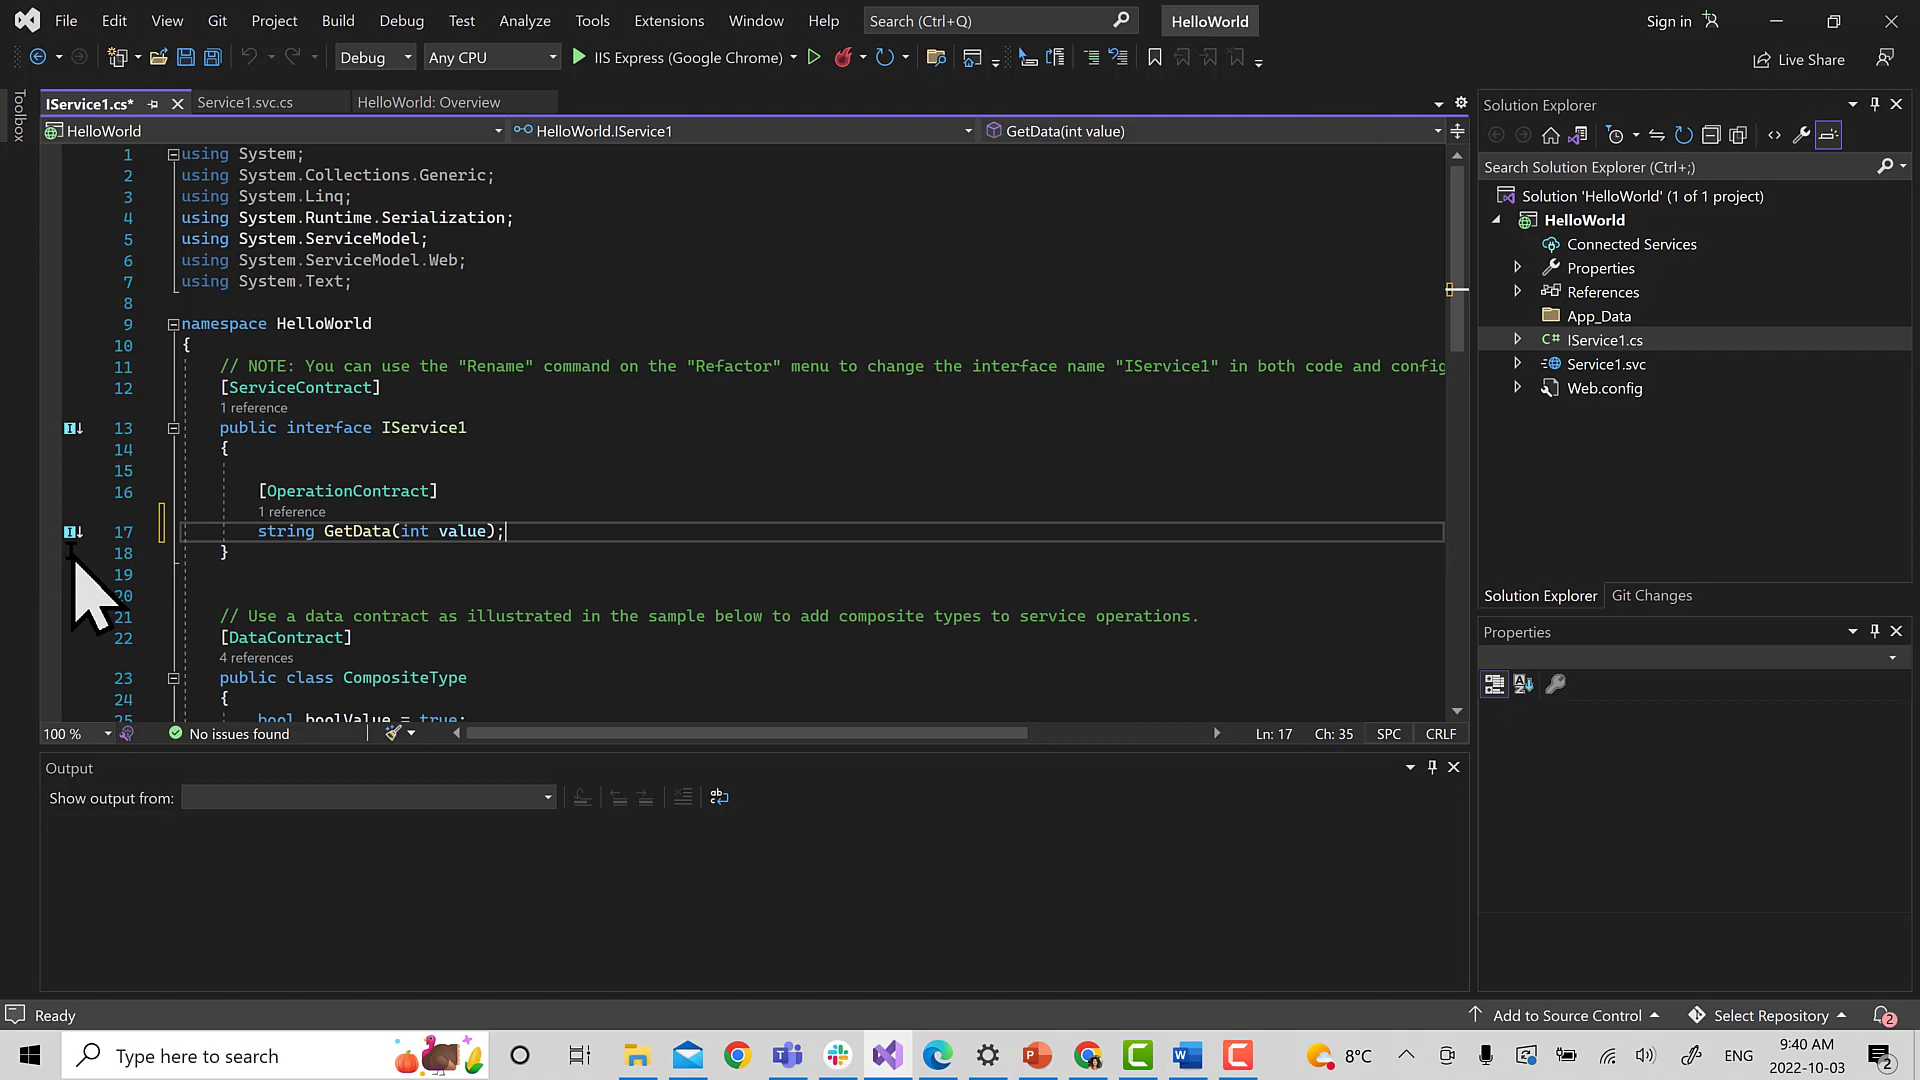 File Edit View Git Project Build Debug Test Analyze Tools Extensions Window Help Search (Ctrl+Q) HelloWorld Sign in
Debug Any CPU IIS Express (Google Chrome) Live Share
Toolbox
IService1.cs* Service1.svc.cs HelloWorld: Overview
HelloWorld HelloWorld.IService1 GetData(int value)
1 using System;
2 using System.Collections.Generic;
3 using System.Linq;
4 using System.Runtime.Serialization;
5 using System.ServiceModel;
6 using System.ServiceModel.Web;
7 using System.Text;
8
9 namespace HelloWorld
10 {
11 // NOTE: You can use the "Rename" command on the "Refactor" menu to change the interface name "IService1" in both code and config
12 [ServiceContract]
1 reference
13 public interface IService1
14 {
15
16 [OperationContract]
1 reference
17 string GetData(int value);
18 }
19
20
21 // Use a data contract as illustrated in the sample below to add composite types to service operations.
22 [DataContract]
4 references
23 public class CompositeType
24 {
25 bool boolValue = true;
100 % No issues found Ln: 17 Ch: 35 SPC CRLF
Output
Show output from:
Solution Explorer
Search Solution Explorer (Ctrl+;)
Solution 'HelloWorld' (1 of 1 project)
HelloWorld
Connected Services
Properties
References
App_Data
C# IService1.cs
Service1.svc
Web.config
Solution Explorer Git Changes
Properties
Ready Add to Source Control Select Repository 2
Type here to search 8°C ENG 9:40 AM
2022-10-03 2